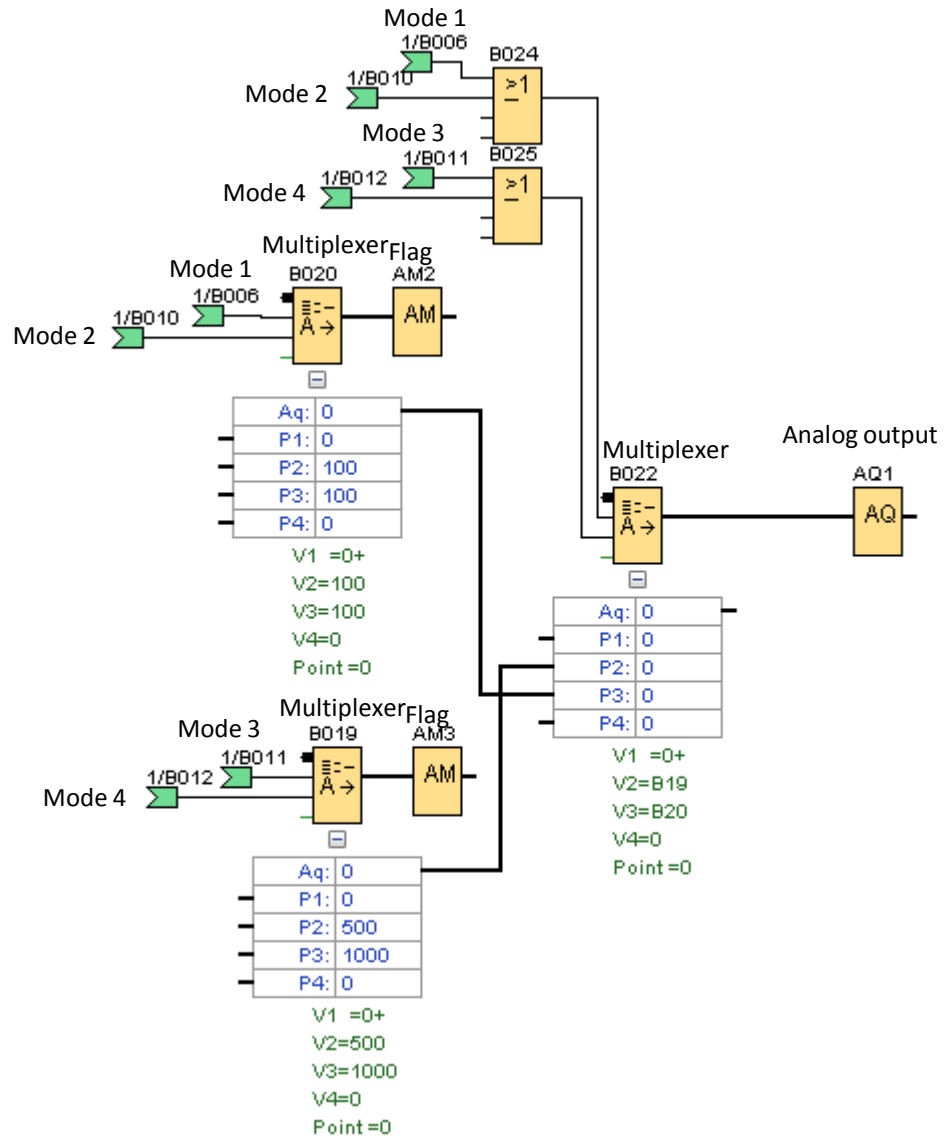 Mode 1
1/B006
B024
1/B010
≥1
Mode 2
Mode 3
B025
1/B011
1/B012
≥1
Mode 4
Multiplexer
Flag
Mode 1
B020
AM2
1/B006
1/B010
A→
AM
Mode 2
Aq: 0
P1: 0
P2: 100
P3: 100
P4: 0
V1 =0+
V2=100
V3=100
V4=0
Point=0
Multiplexer
Analog output
B022
AQ1
A→
AQ
Aq: 0
P1: 0
P2: 0
P3: 0
P4: 0
V1 =0+
V2=B19
V3=B20
V4=0
Point=0
Multiplexer
Flag
Mode 3
B019
AM3
1/B011
1/B012
A→
AM
Mode 4
Aq: 0
P1: 0
P2: 500
P3: 1000
P4: 0
V1 =0+
V2=500
V3=1000
V4=0
Point=0